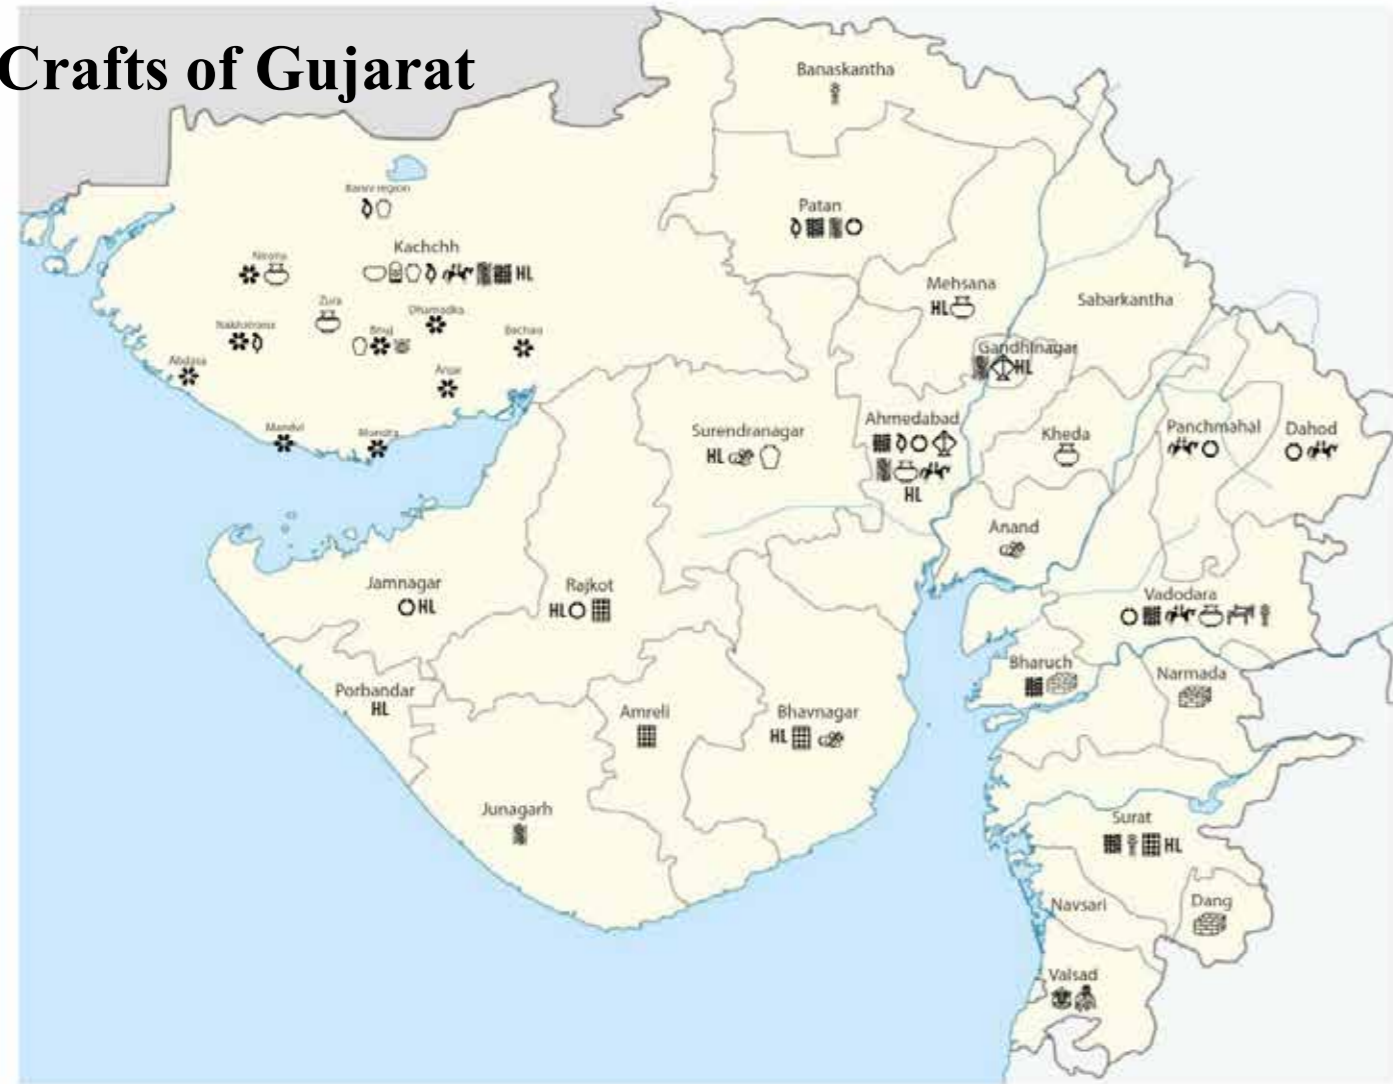 Crafts of Gujarat
Banaskantha
Banni region
Patan
Kachchh
HL
Nirona
Mehsana
HL
Sabarkantha
Zura
Dhamadka
Nakhatrana
Bhuj
Bachau
Gandhinagar
HL
Abdasa
Anjar
Ahmedabad
HL
Surendranagar
HL
Kheda
Panchmahal
Dahod
Mandvi
Mundra
Anand
Jamnagar
HL
Rajkot
HL
Vadodara
Bharuch
Narmada
Porbandar
HL
Amreli
Bhavnagar
HL
Junagarh
Surat
HL
Navsari
Dang
Valsad